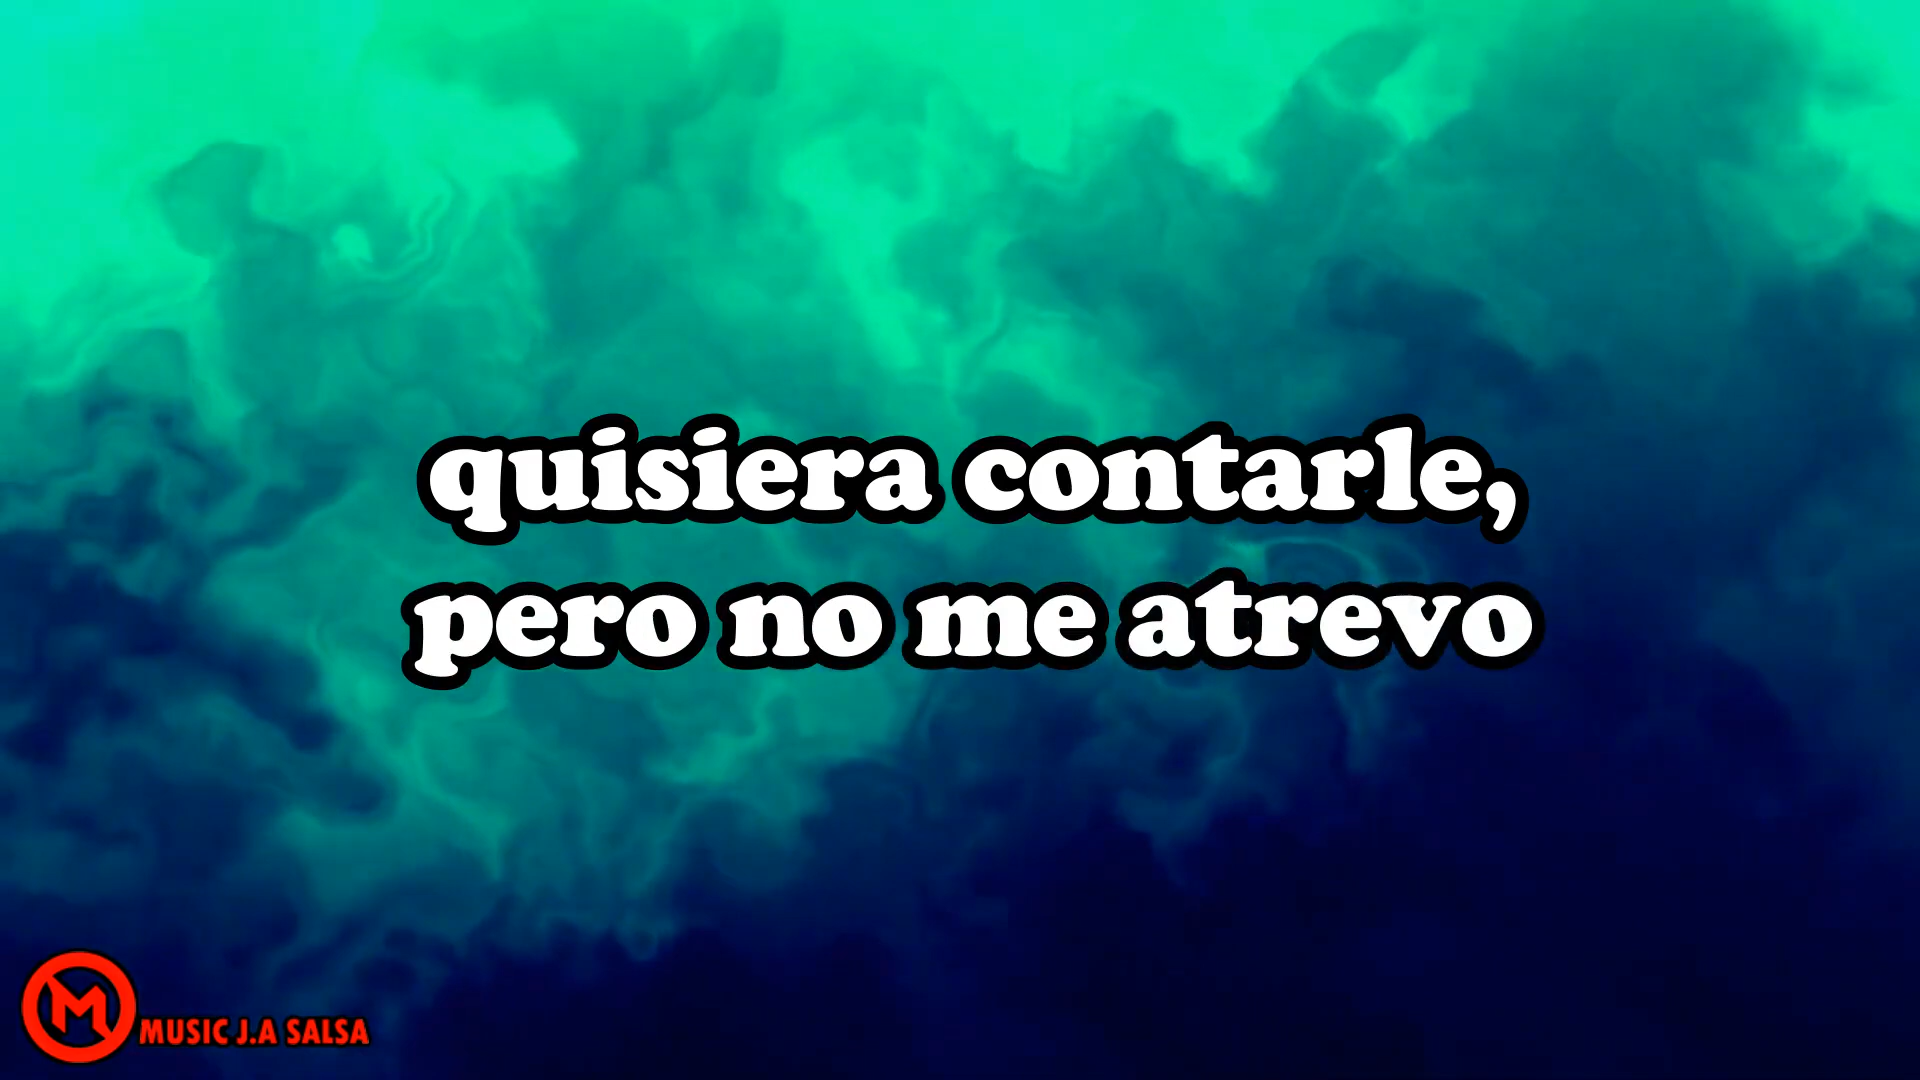 quisiera contarle,
pero no me atrevo
M
MUSIC J.A SALSA